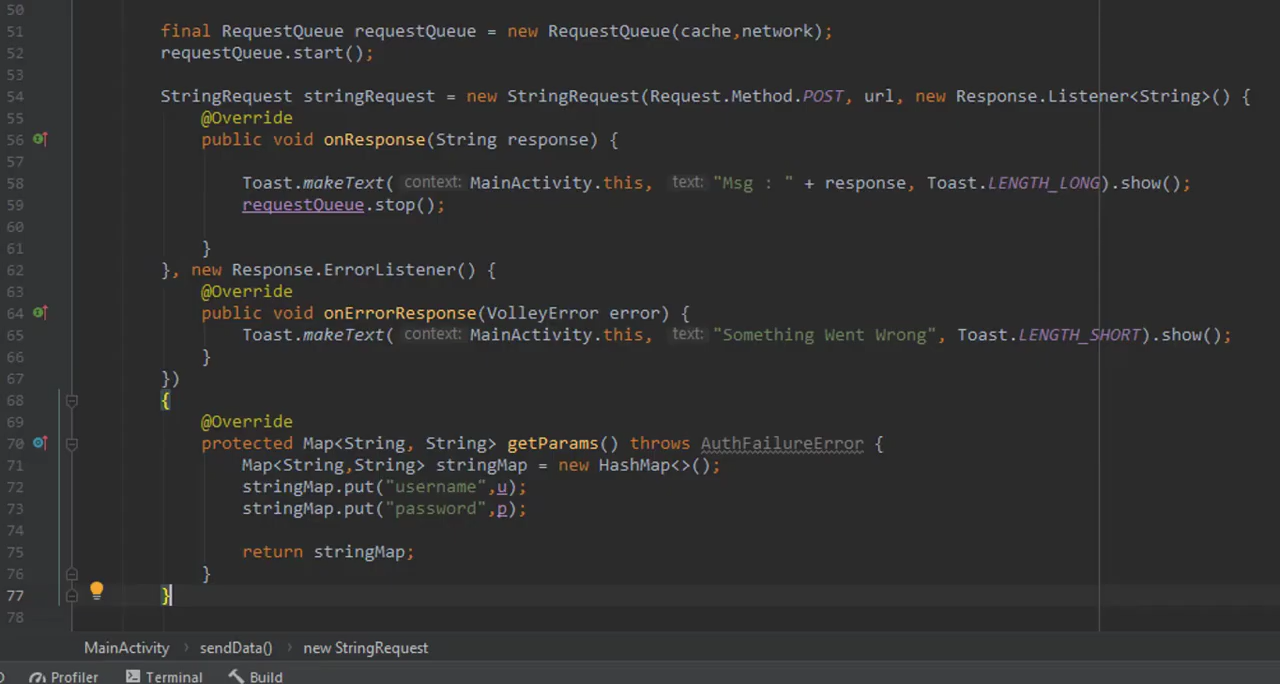 50
51 final RequestQueue requestQueue = new RequestQueue(cache,network);
52 requestQueue.start();
53
54 StringRequest stringRequest = new StringRequest(Request.Method.POST, url, new Response.Listener<String>() {
55 @Override
56 public void onResponse(String response) {
57
58 Toast.makeText( context: MainActivity.this, text: "Msg : " + response, Toast.LENGTH_LONG).show();
59 requestQueue.stop();
60
61 }
62 }, new Response.ErrorListener() {
63 @Override
64 public void onErrorResponse(VolleyError error) {
65 Toast.makeText( context: MainActivity.this, text: "Something Went Wrong", Toast.LENGTH_SHORT).show();
66 }
67 })
68 {
69 @Override
70 protected Map<String, String> getParams() throws AuthFailureError {
71 Map<String,String> stringMap = new HashMap<>();
72 stringMap.put("username",u);
73 stringMap.put("password",p);
74
75 return stringMap;
76 }
77 }
78
MainActivity › sendData() › new StringRequest
Profiler Terminal Build